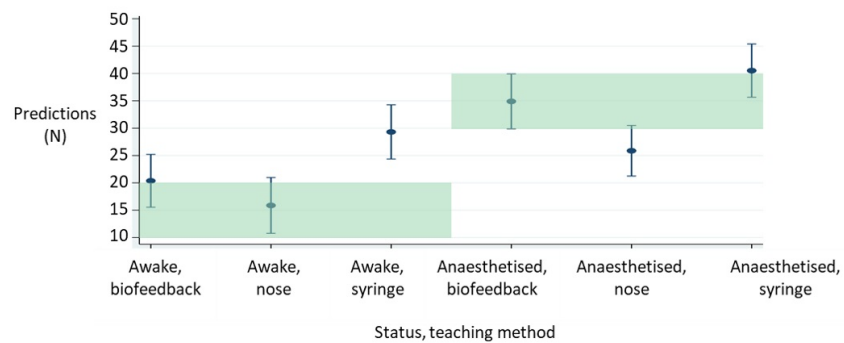 50
45
40
35
30
25
20
15
10
Predictions
(N)
Awake,
biofeedback
Awake,
nose
Awake,
syringe
Anaesthetised,
biofeedback
Anaesthetised,
nose
Anaesthetised,
syringe
Status, teaching method